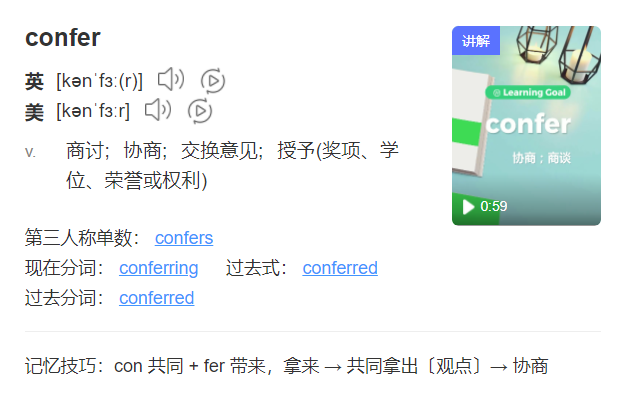 confer
讲解
英 [kənˈfɜː(r)]
美 [kənˈfɜːr]
v. 商讨；协商；交换意见；授予(奖项、学
位、荣誉或权利)
◎ Learning Goal
confer
协商；商谈
0:59
第三人称单数： confers
现在分词： conferring 过去式： conferred
过去分词： conferred
记忆技巧：con 共同 + fer 带来，拿来 → 共同拿出〔观点〕→ 协商